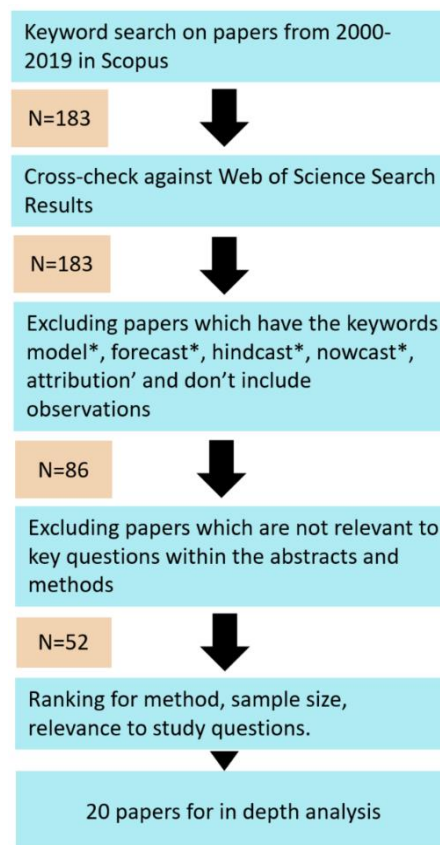 Keyword search on papers from 2000-
2019 in Scopus
N=183
Cross-check against Web of Science Search
Results
N=183
Excluding papers which have the keywords
model*, forecast*, hindcast*, nowcast*,
attribution’ and don’t include
observations
N=86
Excluding papers which are not relevant to
key questions within the abstracts and
methods
N=52
Ranking for method, sample size,
relevance to study questions.
20 papers for in depth analysis